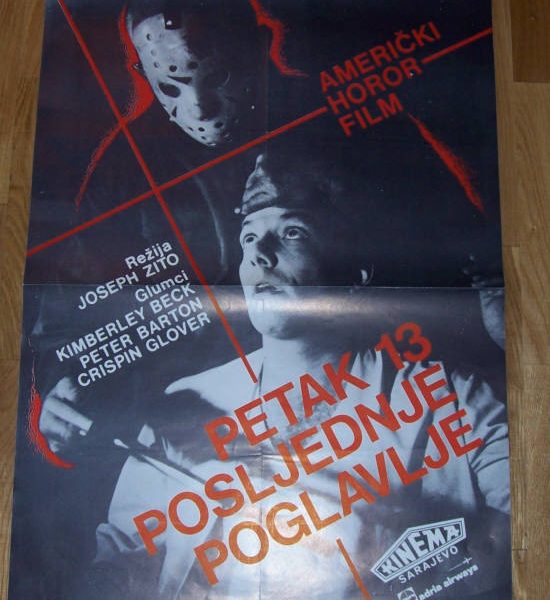 AMERIČKI
HOROR
FILM
Režija
JOSEPH ZITO
Glumci
KIMBERLEY BECK
PETER BARTON
CRISPIN GLOVER
PETAK 13
POSLJEDNJE
POGLAVLJE
KINEMA
SARAJEVO
adria airways